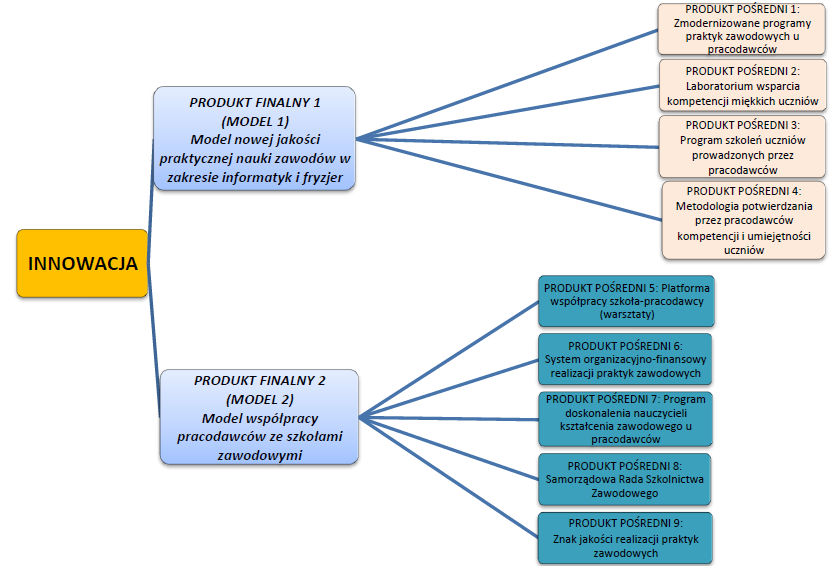 INNOWACJA
PRODUKT FINALNY 1
(MODEL 1)
Model nowej jakości
praktycznej nauki zawodów w
zakresie informatyk i fryzjer
PRODUKT POŚREDNI 1:
Zmodernizowane programy
praktyk zawodowych u
pracodawców
PRODUKT POŚREDNI 2:
Laboratorium wsparcia
kompetencji miękkich uczniów
PRODUKT POŚREDNI 3:
Program szkoleń uczniów
prowadzonych przez
pracodawców
PRODUKT POŚREDNI 4:
Metodologia potwierdzania
przez pracodawców
kompetencji i umiejętności
uczniów
PRODUKT FINALNY 2
(MODEL 2)
Model współpracy
pracodawców ze szkołami
zawodowymi
PRODUKT POŚREDNI 5: Platforma
współpracy szkoła-pracodawcy
(warsztaty)
PRODUKT POŚREDNI 6:
System organizacyjno-finansowy
realizacji praktyk zawodowych
PRODUKT POŚREDNI 7: Program
doskonalenia nauczycieli
kształcenia zawodowego u
pracodawców
PRODUKT POŚREDNI 8:
Samorządowa Rada Szkolnictwa
Zawodowego
PRODUKT POŚREDNI 9:
Znak jakości realizacji praktyk
zawodowych